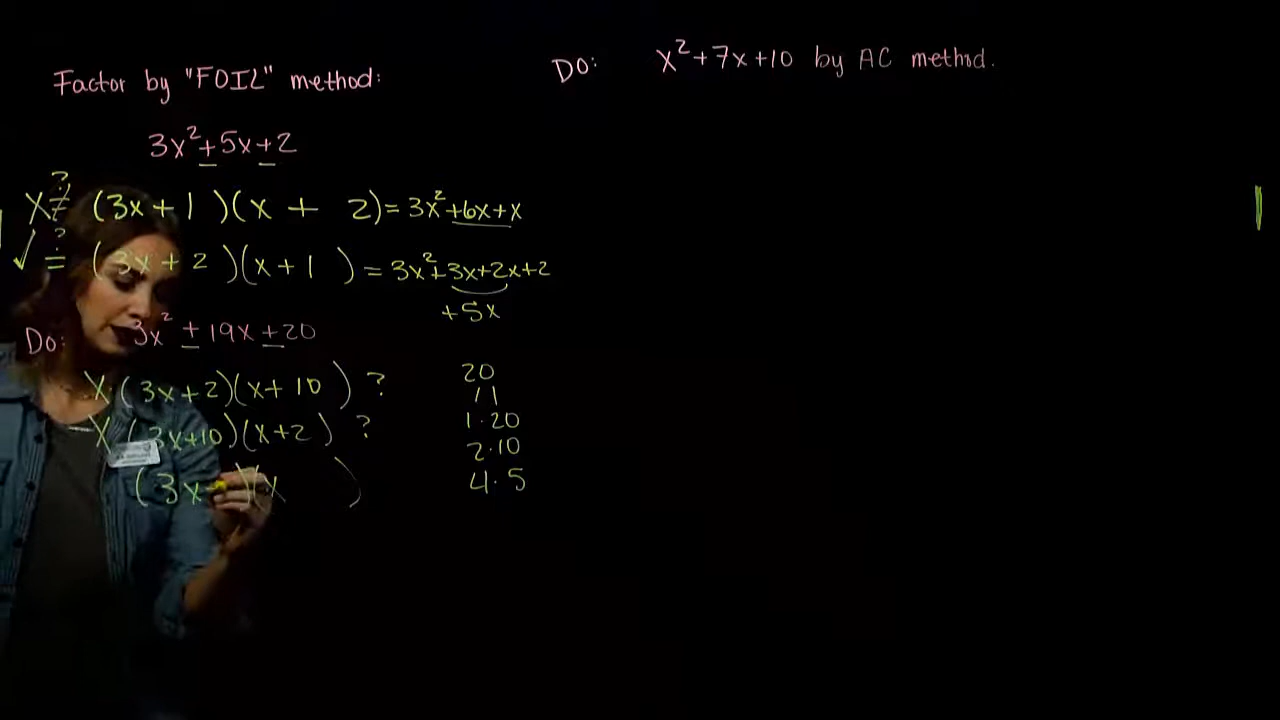 Factor by "FOIL" method:
3x²+5x+2
X ?≠ (3x+1)(x + 2)=3x²+6x+x
✓ ?= (3x+2)(x+1)=3x²+3x+2x+2
+5x
Do: 3x²+19x+20
X (3x+2)(x+10)?
X (3x+10)(x+2)?
(3x+ )(x )
20
/\
1·20
2·10
4·5
DO: x²+7x+10 by AC method.